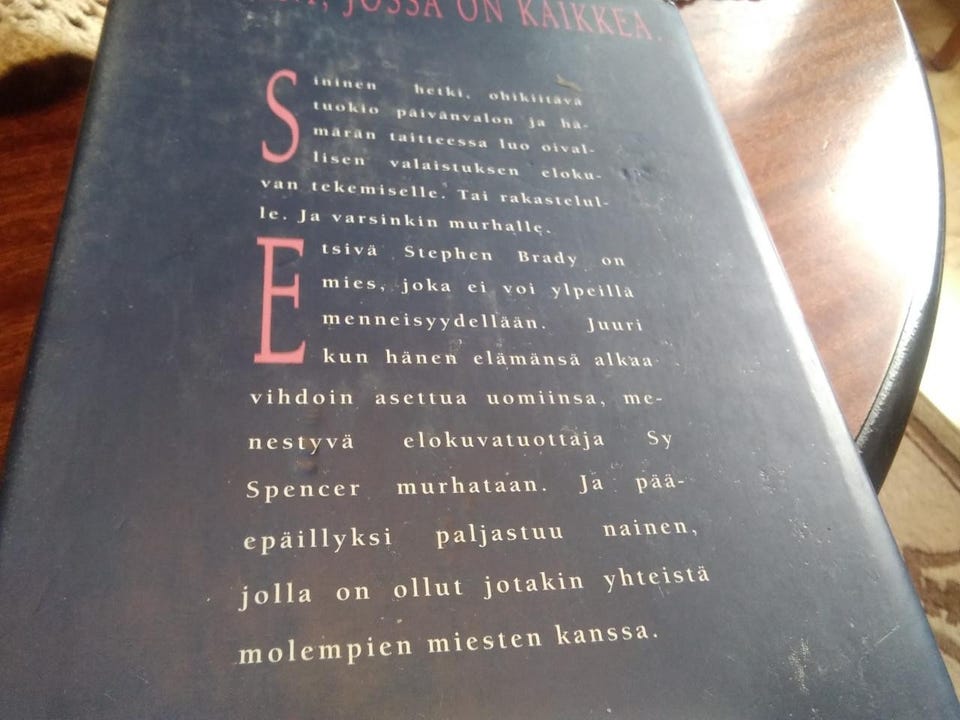 JOSSA ON KAIKKEA.
Sininen hetki, ohikiitävä
tuokio päivänvalon ja hä-
märän taitteessa luo oival-
lisen valaistuksen eloku-
van tekemiselle. Tai rakastelul-
le. Ja varsinkin murhalle.
Etsivä Stephen Brady on
mies, joka ei voi ylpeillä
menneisyydellään. Juuri
kun hänen elämänsä alkaa
vihdoin asettua uomiinsa, me-
nestyvä elokuvatuottaja Sy
Spencer murhataan. Ja pää-
epäillyksi paljastuu nainen,
jolla on ollut jotakin yhteistä
molempien miesten kanssa.